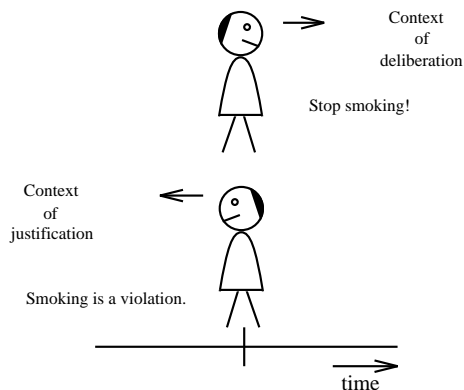 Context
of
deliberation
Stop smoking!
Context
of
justification
Smoking is a violation.
time